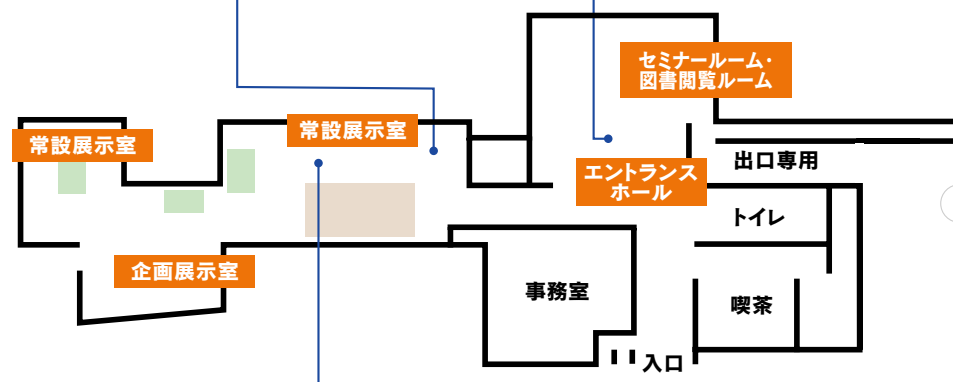 セミナールーム・
図書閲覧ルーム
常設展示室
常設展示室
出口専用
エントランス
ホール
トイレ
企画展示室
事務室
喫茶
入口